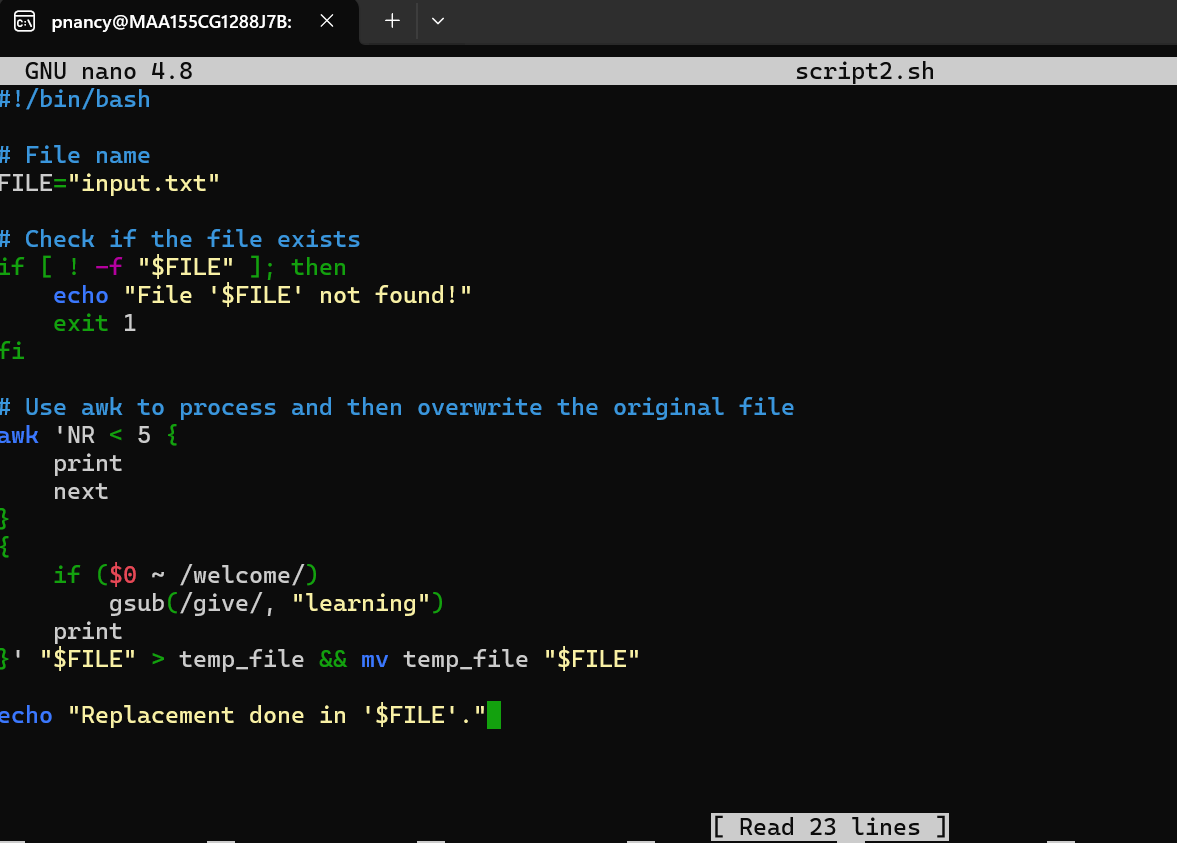 pnancy@MAA155CG1288J7B:
GNU nano 4.8 script2.sh
#!/bin/bash
# File name
FILE="input.txt"
# Check if the file exists
if [ ! -f "$FILE" ]; then
    echo "File '$FILE' not found!"
    exit 1
fi
# Use awk to process and then overwrite the original file
awk 'NR < 5 {
    print
    next
}
{
    if ($0 ~ /welcome/)
        gsub(/give/, "learning")
    print
}' "$FILE" > temp_file && mv temp_file "$FILE"
echo "Replacement done in '$FILE'."
[ Read 23 lines ]